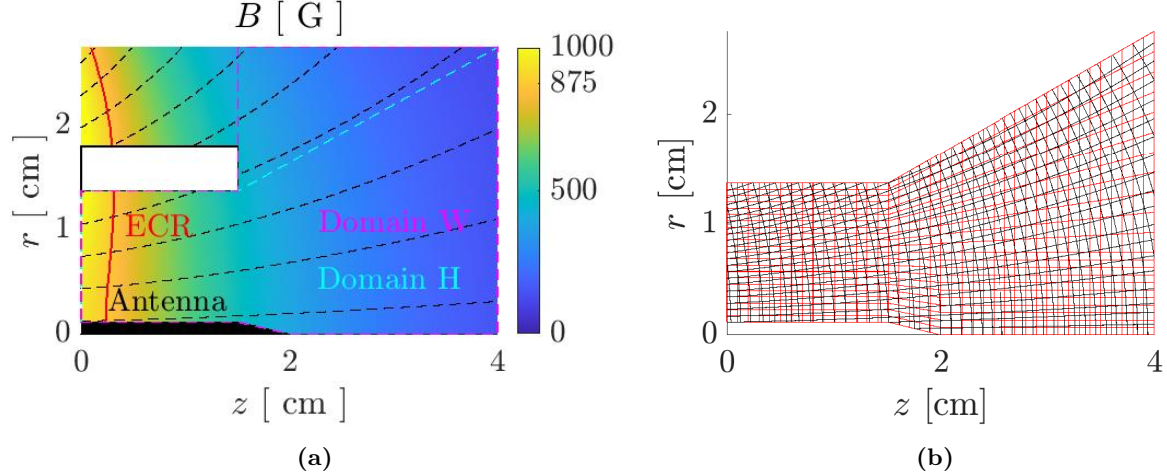 B [ G ]
1000
875
500
0
2
1
0
r [ cm ]
ECR
Domain W
Domain H
Antenna
0
2
4
z [ cm ]
(a)
2
1
0
r [cm]
0
2
4
z [cm]
(b)